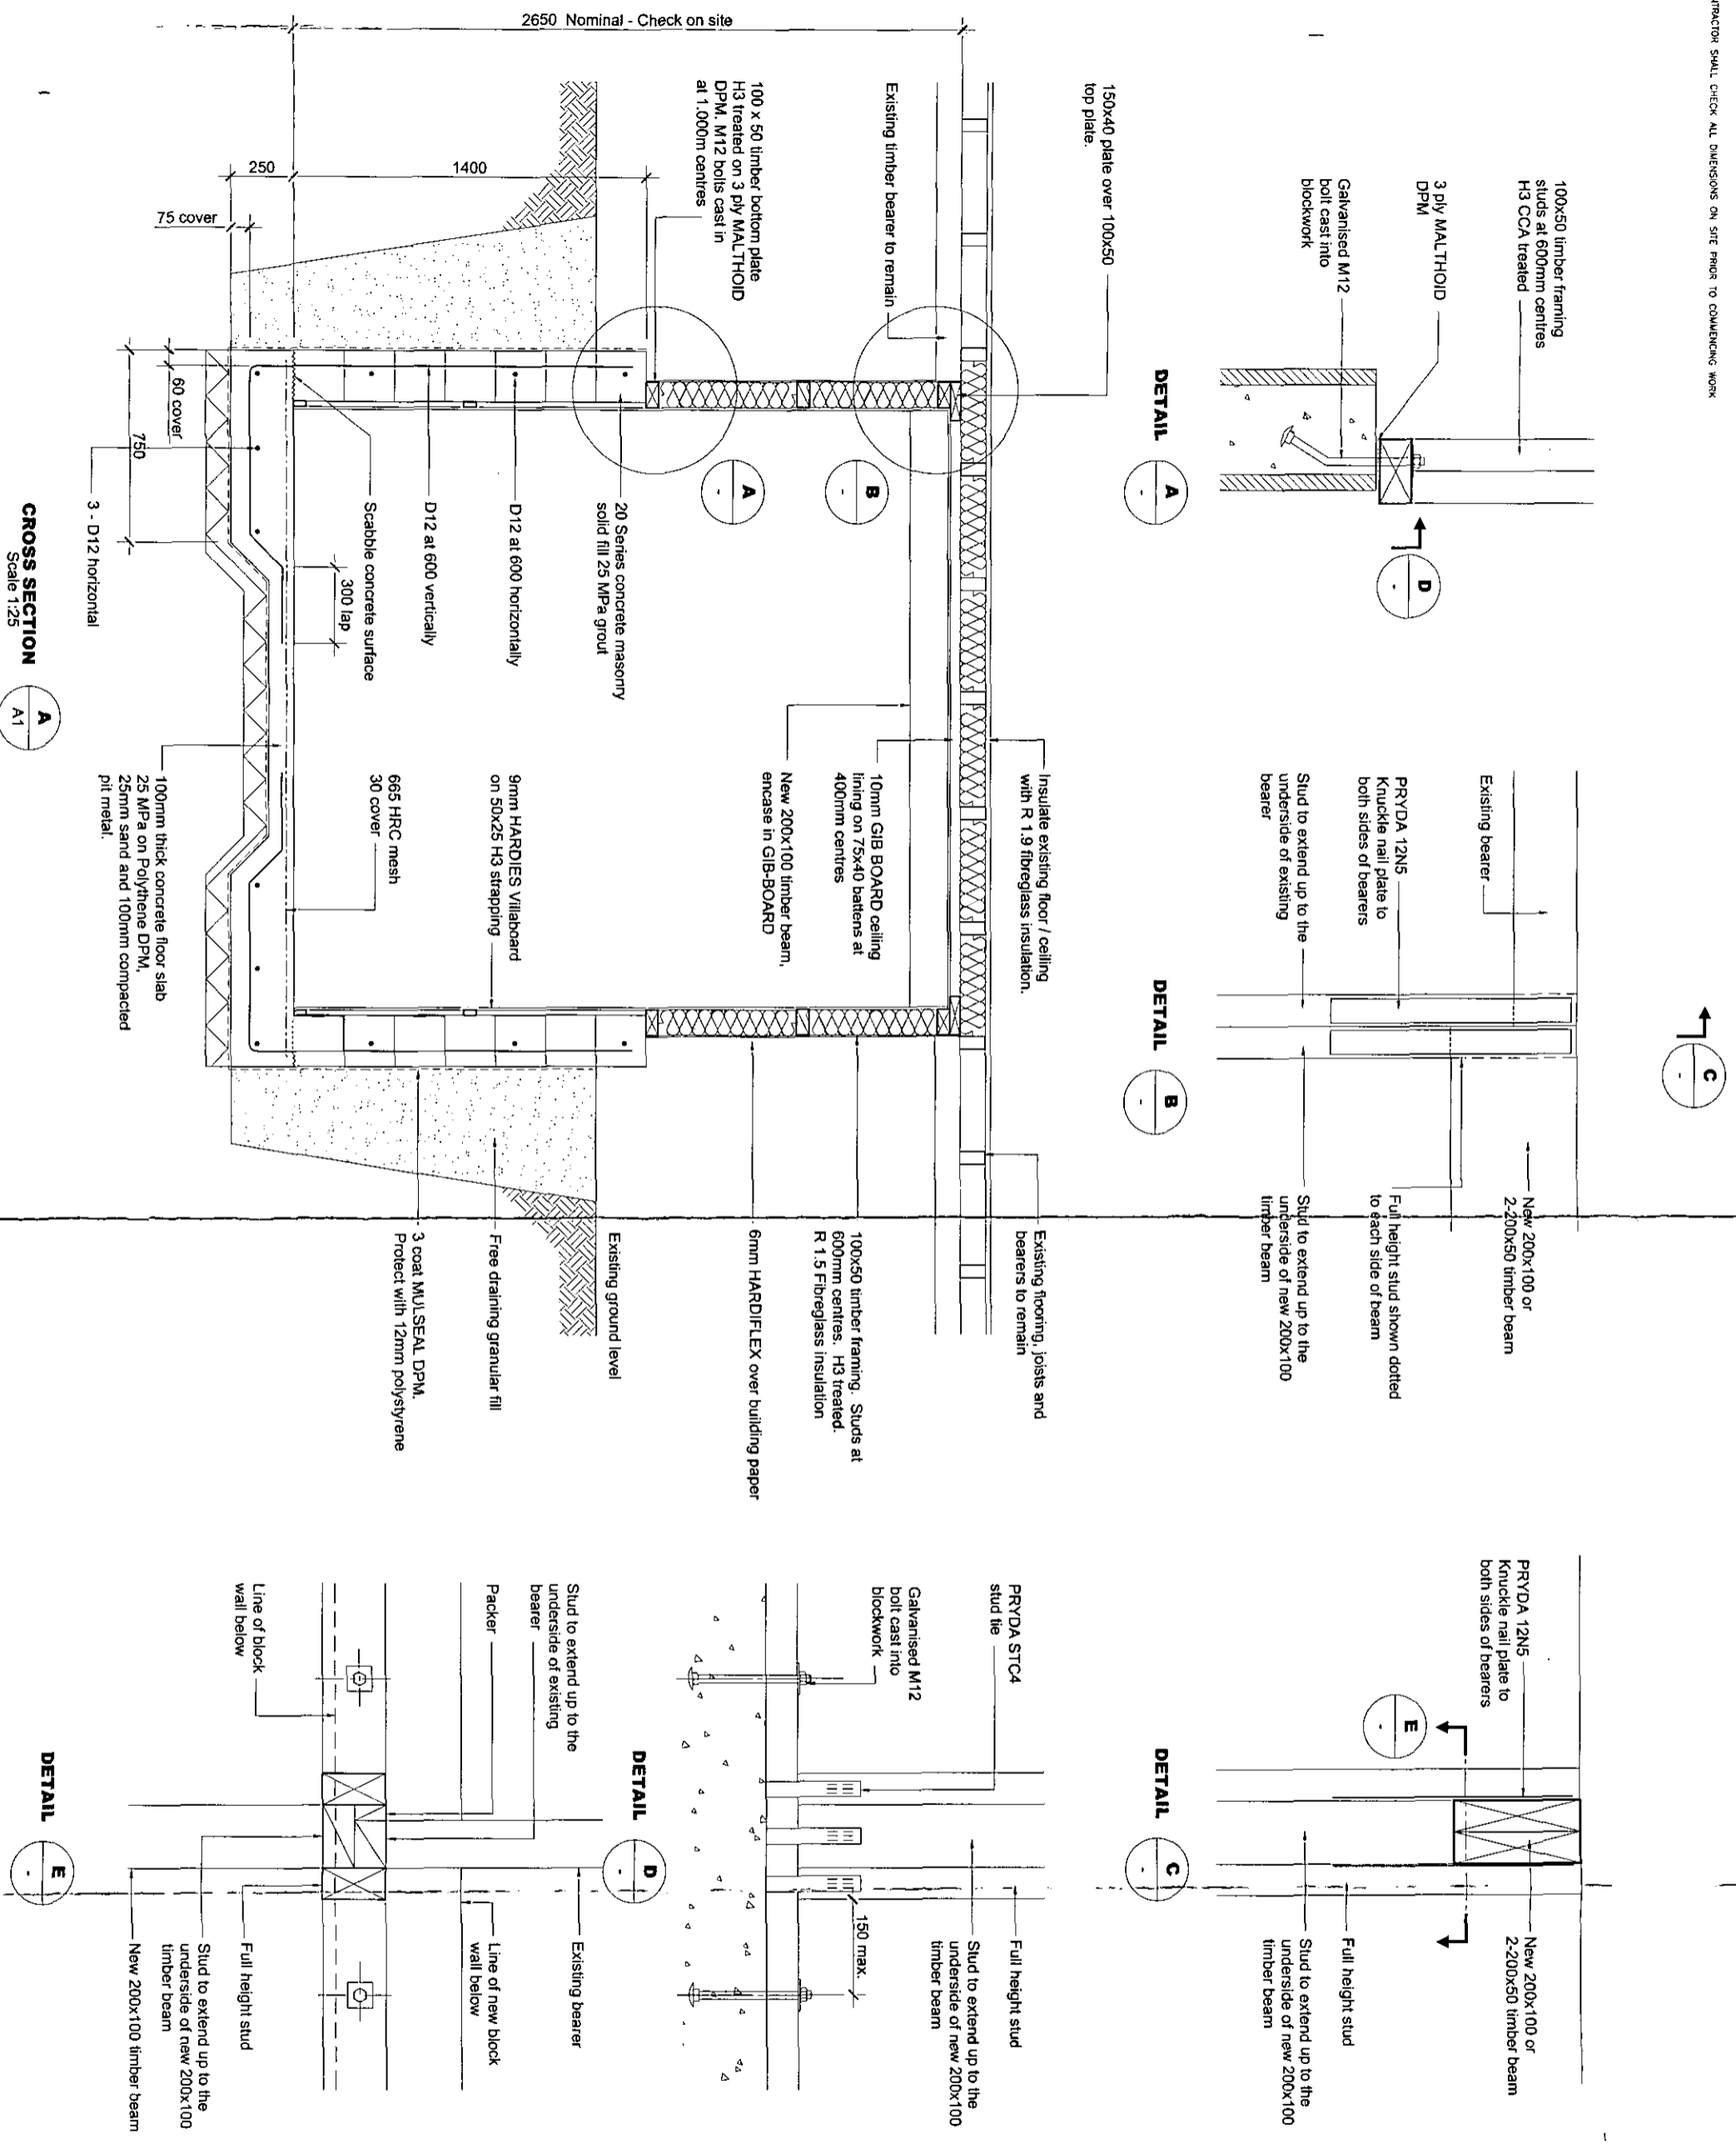 NTRACTOR SHALL CHECK ALL DIMENSIONS ON SITE PRIOR TO COMMENCING WORK
100x50 timber framing
studs at 600mm centres
H3 CCA treated
3 ply MALTHOID
DPM
Galvanised M12
bolt cast into
blockwork
D
-
DETAIL
A
-
C
-
Existing bearer
PRYDA 12N5
Knuckle nail plate to
both sides of bearers
Stud to extend up to the
underside of existing
bearer
New 200x100 or
2-200x50 timber beam
Full height stud shown dotted
to each side of beam
Stud to extend up to the
underside of new 200x100
timber beam
DETAIL
B
-
PRYDA 12N5
Knuckle nail plate to
both sides of bearers
E
-
New 200x100 or
2-200x50 timber beam
Full height stud
Stud to extend up to the
underside of new 200x100
timber beam
DETAIL
C
-
2650 Nominal - Check on site
150x40 plate over 100x50
top plate.
Existing timber bearer to remain
100 x 50 timber bottom plate
H3 treated on 3 ply MALTHOID
DPM. M12 bolts cast in
at 1.000m centres
1400
250
75 cover
60 cover
750
3 - D12 horizontal
B
-
A
-
20 Series concrete masonry
solid fill 25 MPa grout
D12 at 600 horizontally
D12 at 600 vertically
Scabble concrete surface
300 lap
Insulate existing floor / ceiling
with R 1.9 fibreglass insulation.
10mm GIB BOARD ceiling
lining on 75x40 battens at
400mm centres
New 200x100 timber beam,
encase in GIB-BOARD
9mm HARDIES Villaboard
on 50x25 H3 strapping
665 HRC mesh
30 cover
100mm thick concrete floor slab
25 MPa on Polythene DPM,
25mm sand and 100mm compacted
pit metal.
Existing flooring, joists and
bearers to remain
100x50 timber framing. Studs at
600mm centres. H3 treated.
R 1.5 Fibreglass insulation
6mm HARDIFLEX over building paper
Existing ground level
Free draining granular fill
3 coat MULSEAL DPM.
Protect with 12mm polystyrene
CROSS SECTION
Scale 1:25
A
A1
PRYDA STC4
stud tie
Galvanised M12
bolt cast into
blockwork
Full height stud
Stud to extend up to the
underside of new 200x100
timber beam
150 max.
DETAIL
D
-
Stud to extend up to the
underside of existing
bearer
Packer
Line of block
wall below
Existing bearer
Line of new block
wall below
Full height stud
Stud to extend up to the
underside of new 200x100
timber beam
New 200x100 timber beam
DETAIL
E
-